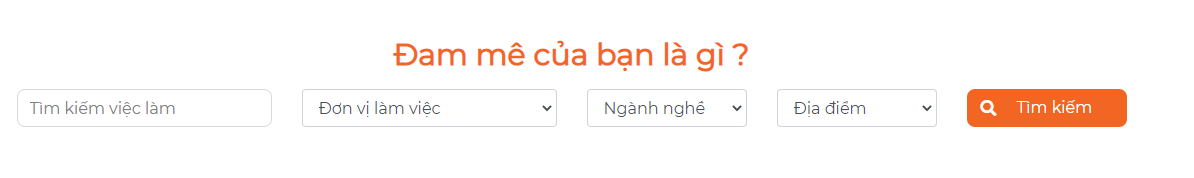 Đam mê của bạn là gì ?
Tìm kiếm việc làm Đơn vị làm việc Ngành nghề Địa điểm Tìm kiếm